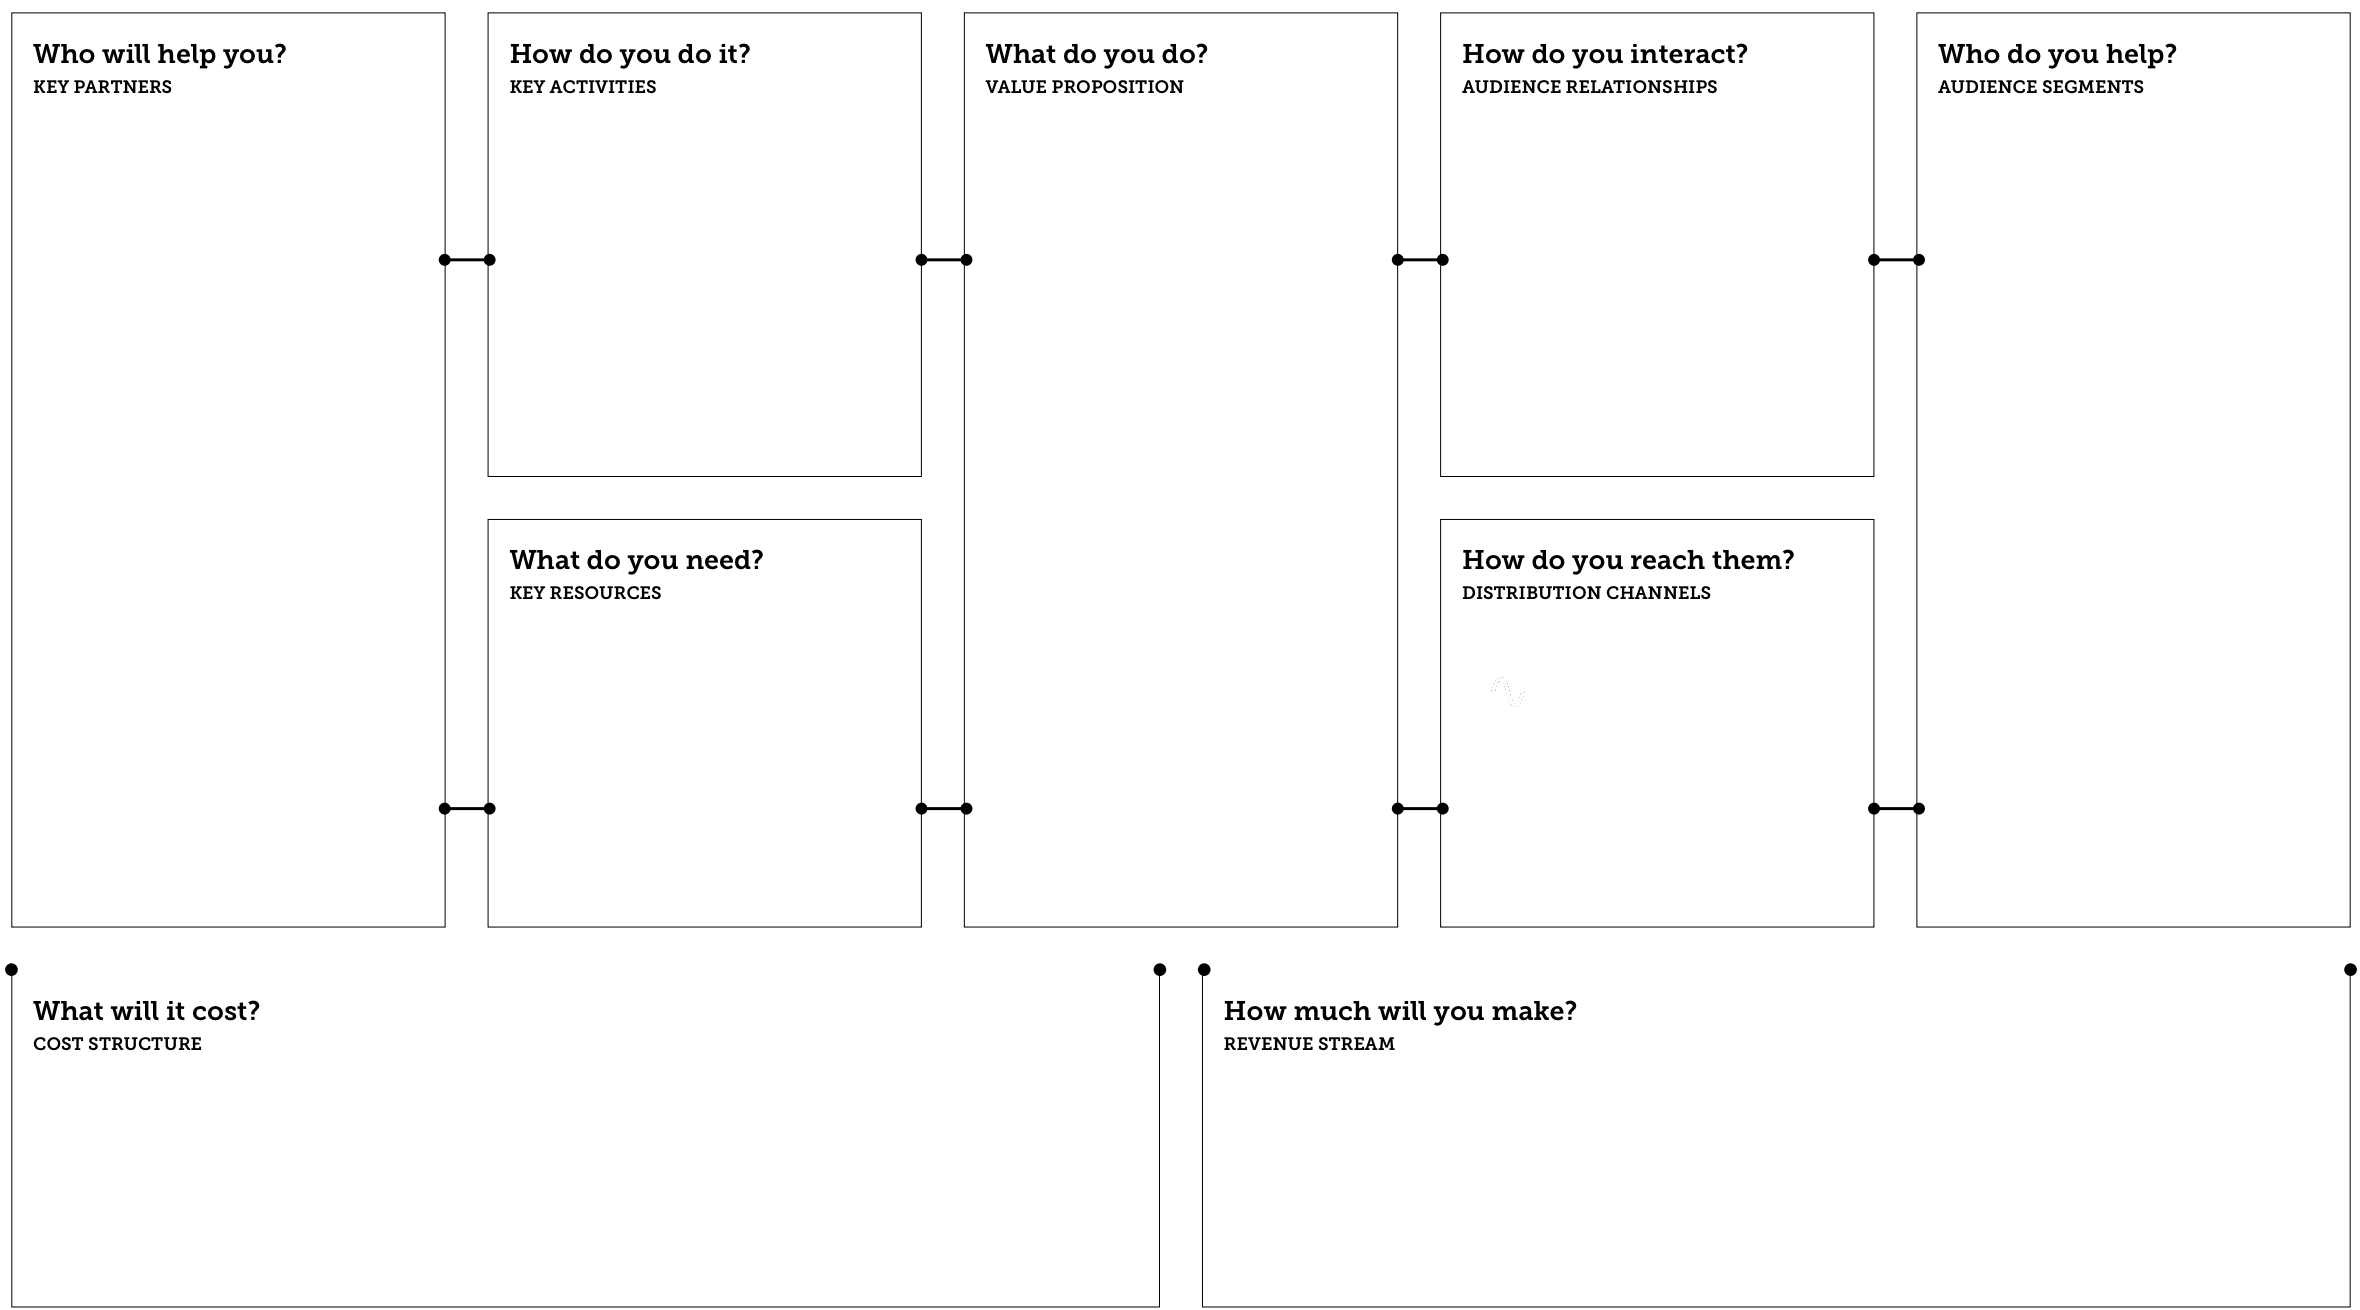 Who will help you?
KEY PARTNERS
How do you do it?
KEY ACTIVITIES
What do you need?
KEY RESOURCES
What do you do?
VALUE PROPOSITION
How do you interact?
AUDIENCE RELATIONSHIPS
How do you reach them?
DISTRIBUTION CHANNELS
Who do you help?
AUDIENCE SEGMENTS
What will it cost?
COST STRUCTURE
How much will you make?
REVENUE STREAM